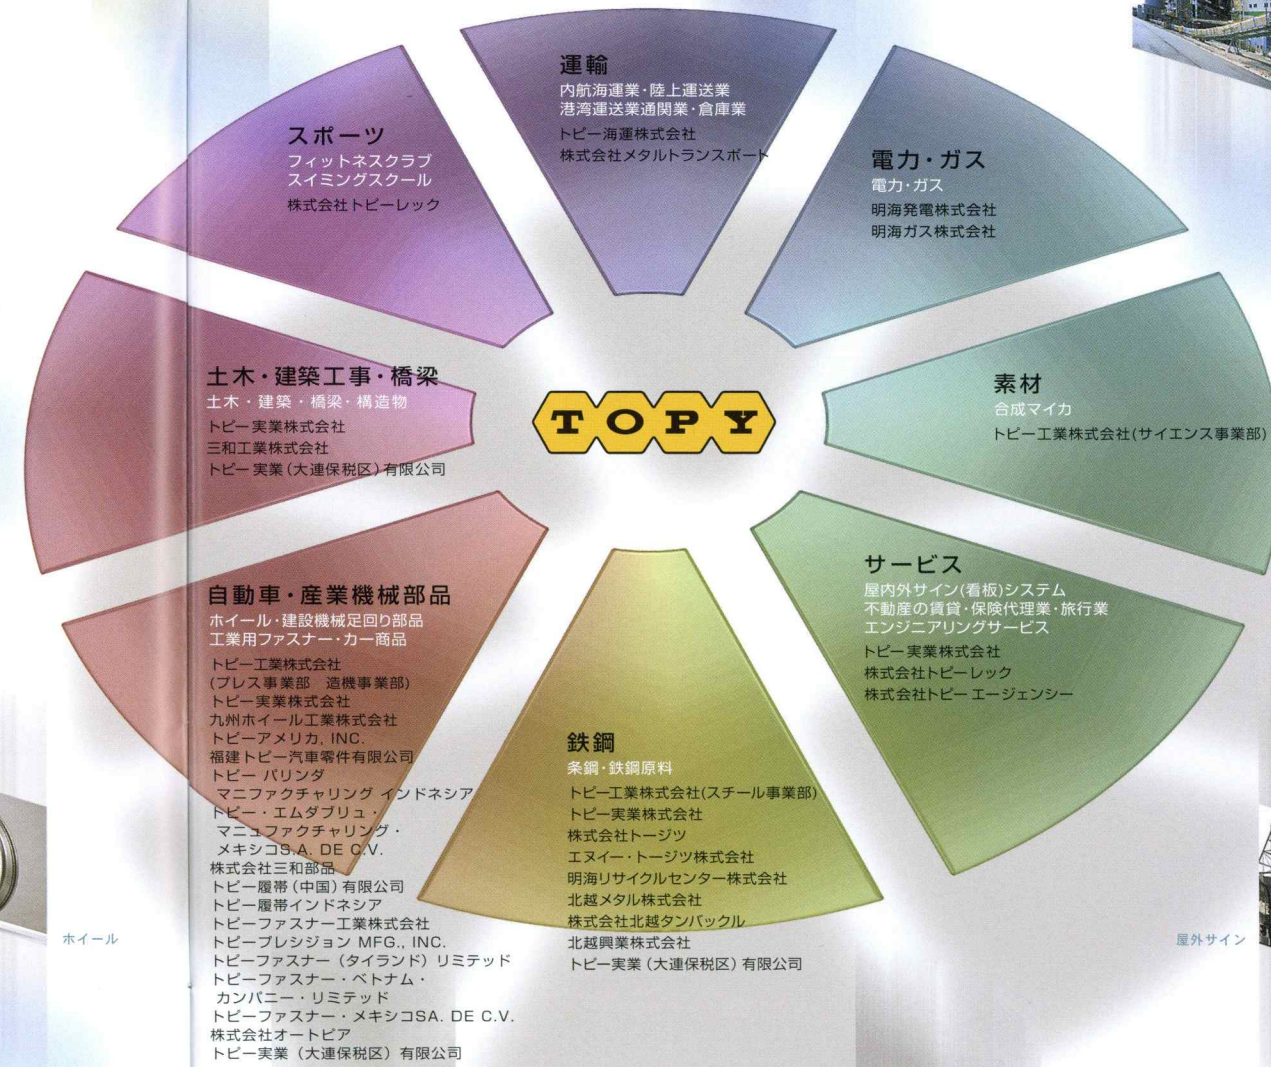 運輸
内航海運業・陸上運送業
港湾運送業通関業・倉庫業
トピー海運株式会社
株式会社メタルトランスポート
スポーツ
フィットネスクラブ
スイミングスクール
株式会社トピーレック
電力・ガス
電力・ガス
明海発電株式会社
明海ガス株式会社
土木・建築工事・橋梁
土木・建築・橋梁・構造物
トピー実業株式会社
三和工業株式会社
トピー実業(大連保税区)有限公司
TOPY
素材
合成マイカ
トピー工業株式会社(サイエンス事業部)
自動車・産業機械部品
ホイール・建設機械足回り部品
工業用ファスナー・カー商品
トピー工業株式会社
(プレス事業部 造機事業部)
トピー実業株式会社
九州ホイール工業株式会社
トピーアメリカ, INC.
福建トピー汽車零件有限公司
トピー パリンダ
マニファクチャリング インドネシア
トピー・エムダブリュ・
マニュファクチャリング・
メキシコS.A. DE C.V.
株式会社三和部品
トピー履帯(中国)有限公司
トピー履帯インドネシア
トピーファスナー工業株式会社
トピープレシジョン MFG., INC.
トピーファスナー(タイランド)リミテッド
トピーファスナー・ベトナム・
カンパニー・リミテッド
トピーファスナー・メキシコSA. DE C.V.
株式会社オートピア
トピー実業(大連保税区)有限公司
鉄鋼
条鋼・鉄鋼原料
トピー工業株式会社(スチール事業部)
トピー実業株式会社
株式会社トージツ
エヌイー・トージツ株式会社
明海リサイクルセンター株式会社
北越メタル株式会社
株式会社北越タンバックル
北越興業株式会社
トピー実業(大連保税区)有限公司
サービス
屋内外サイン(看板)システム
不動産の賃貸・保険代理業・旅行業
エンジニアリングサービス
トピー実業株式会社
株式会社トピーレック
株式会社トピーエージェンシー
ホイール
屋外サイン